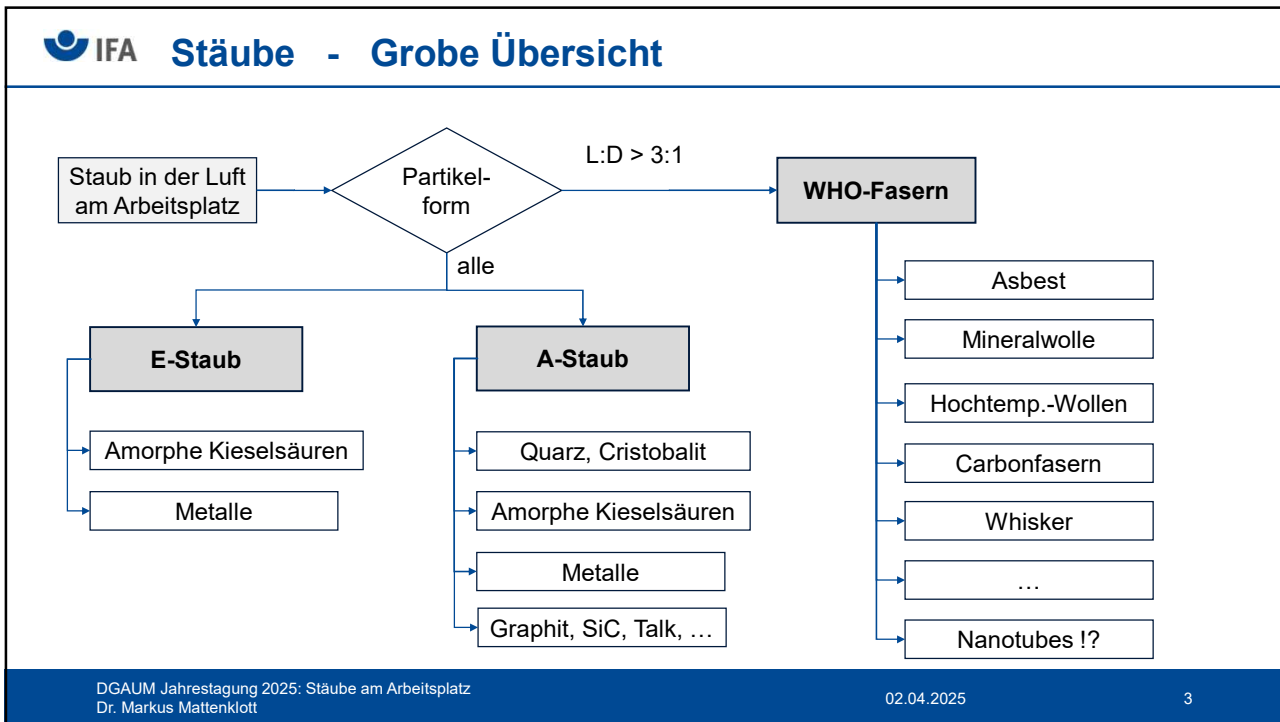 IFA Stäube - Grobe Übersicht
Staub in der Luft
am Arbeitsplatz
Partikel-
form
L:D > 3:1
WHO-Fasern
alle
E-Staub
Amorphe Kieselsäuren
Metalle
A-Staub
Quarz, Cristobalit
Amorphe Kieselsäuren
Metalle
Graphit, SiC, Talk, …
Asbest
Mineralwolle
Hochtemp.-Wollen
Carbonfasern
Whisker
…
Nanotubes !?
DGAUM Jahrestagung 2025: Stäube am Arbeitsplatz
Dr. Markus Mattenklott
02.04.2025
3